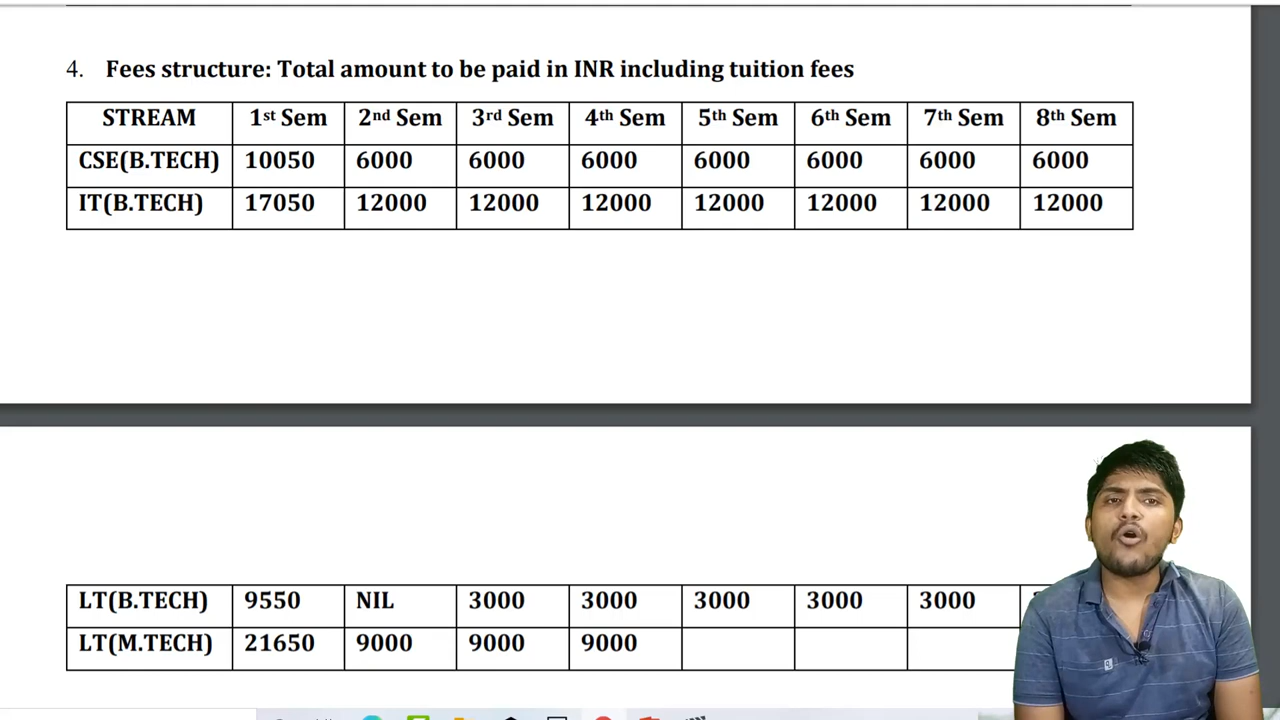 4. Fees structure: Total amount to be paid in INR including tuition fees
STREAM 1st Sem 2nd Sem 3rd Sem 4th Sem 5th Sem 6th Sem 7th Sem 8th Sem
CSE(B.TECH) 10050 6000 6000 6000 6000 6000 6000 6000
IT(B.TECH) 17050 12000 12000 12000 12000 12000 12000 12000
LT(B.TECH) 9550 NIL 3000 3000 3000 3000 3000
LT(M.TECH) 21650 9000 9000 9000